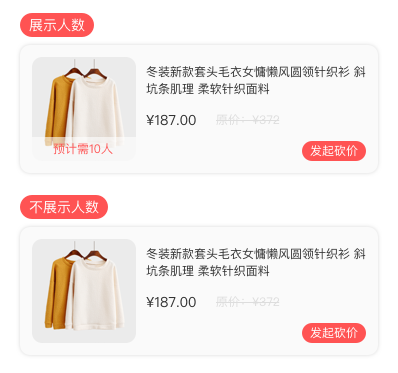 展示人数
冬装新款套头毛衣女慵懒风圆领针织衫 斜
坑条肌理 柔软针织面料
¥187.00 原价：¥372
预计需10人
发起砍价
不展示人数
冬装新款套头毛衣女慵懒风圆领针织衫 斜
坑条肌理 柔软针织面料
¥187.00 原价：¥372
发起砍价